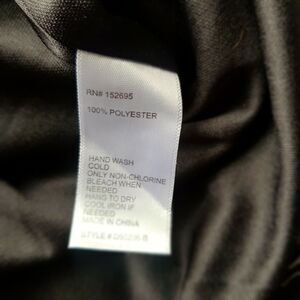 RN# 152695
100% POLYESTER
HAND WASH
COLD
ONLY NON-CHLORINE
BLEACH WHEN
NEEDED
HANG TO DRY
COOL IRON IF
NEEDED
MADE IN CHINA
STYLE #